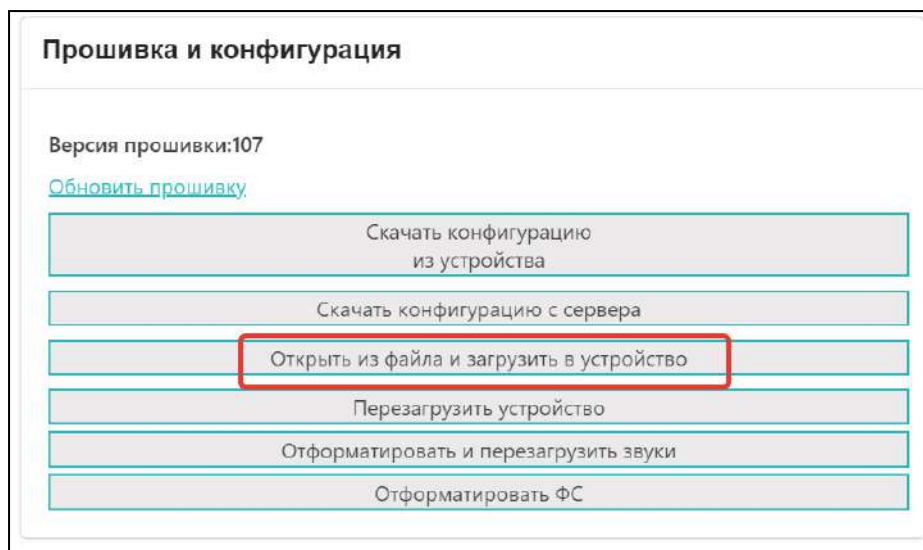 Прошивка и конфигурация
Версия прошивки:107
Обновить прошивку
Скачать конфигурацию
из устройства
Скачать конфигурацию с сервера
Открыть из файла и загрузить в устройство
Перезагрузить устройство
Отформатировать и перезагрузить звуки
Отформатировать ФС